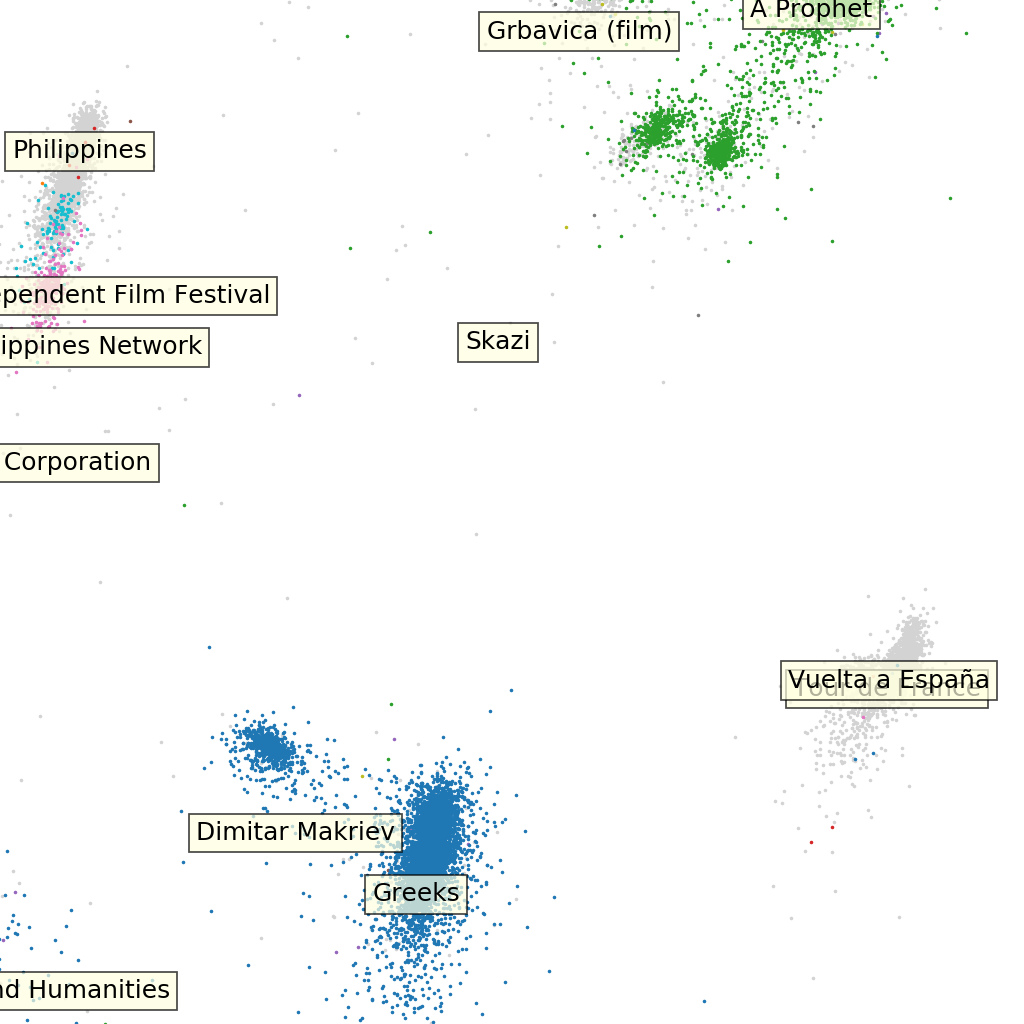 A Prophet
Grbavica (film)
Philippines
ependent Film Festival
Skazi
ippines Network
Corporation
Vuelta a España
Tour de France
Dimitar Makriev
Greeks
nd Humanities